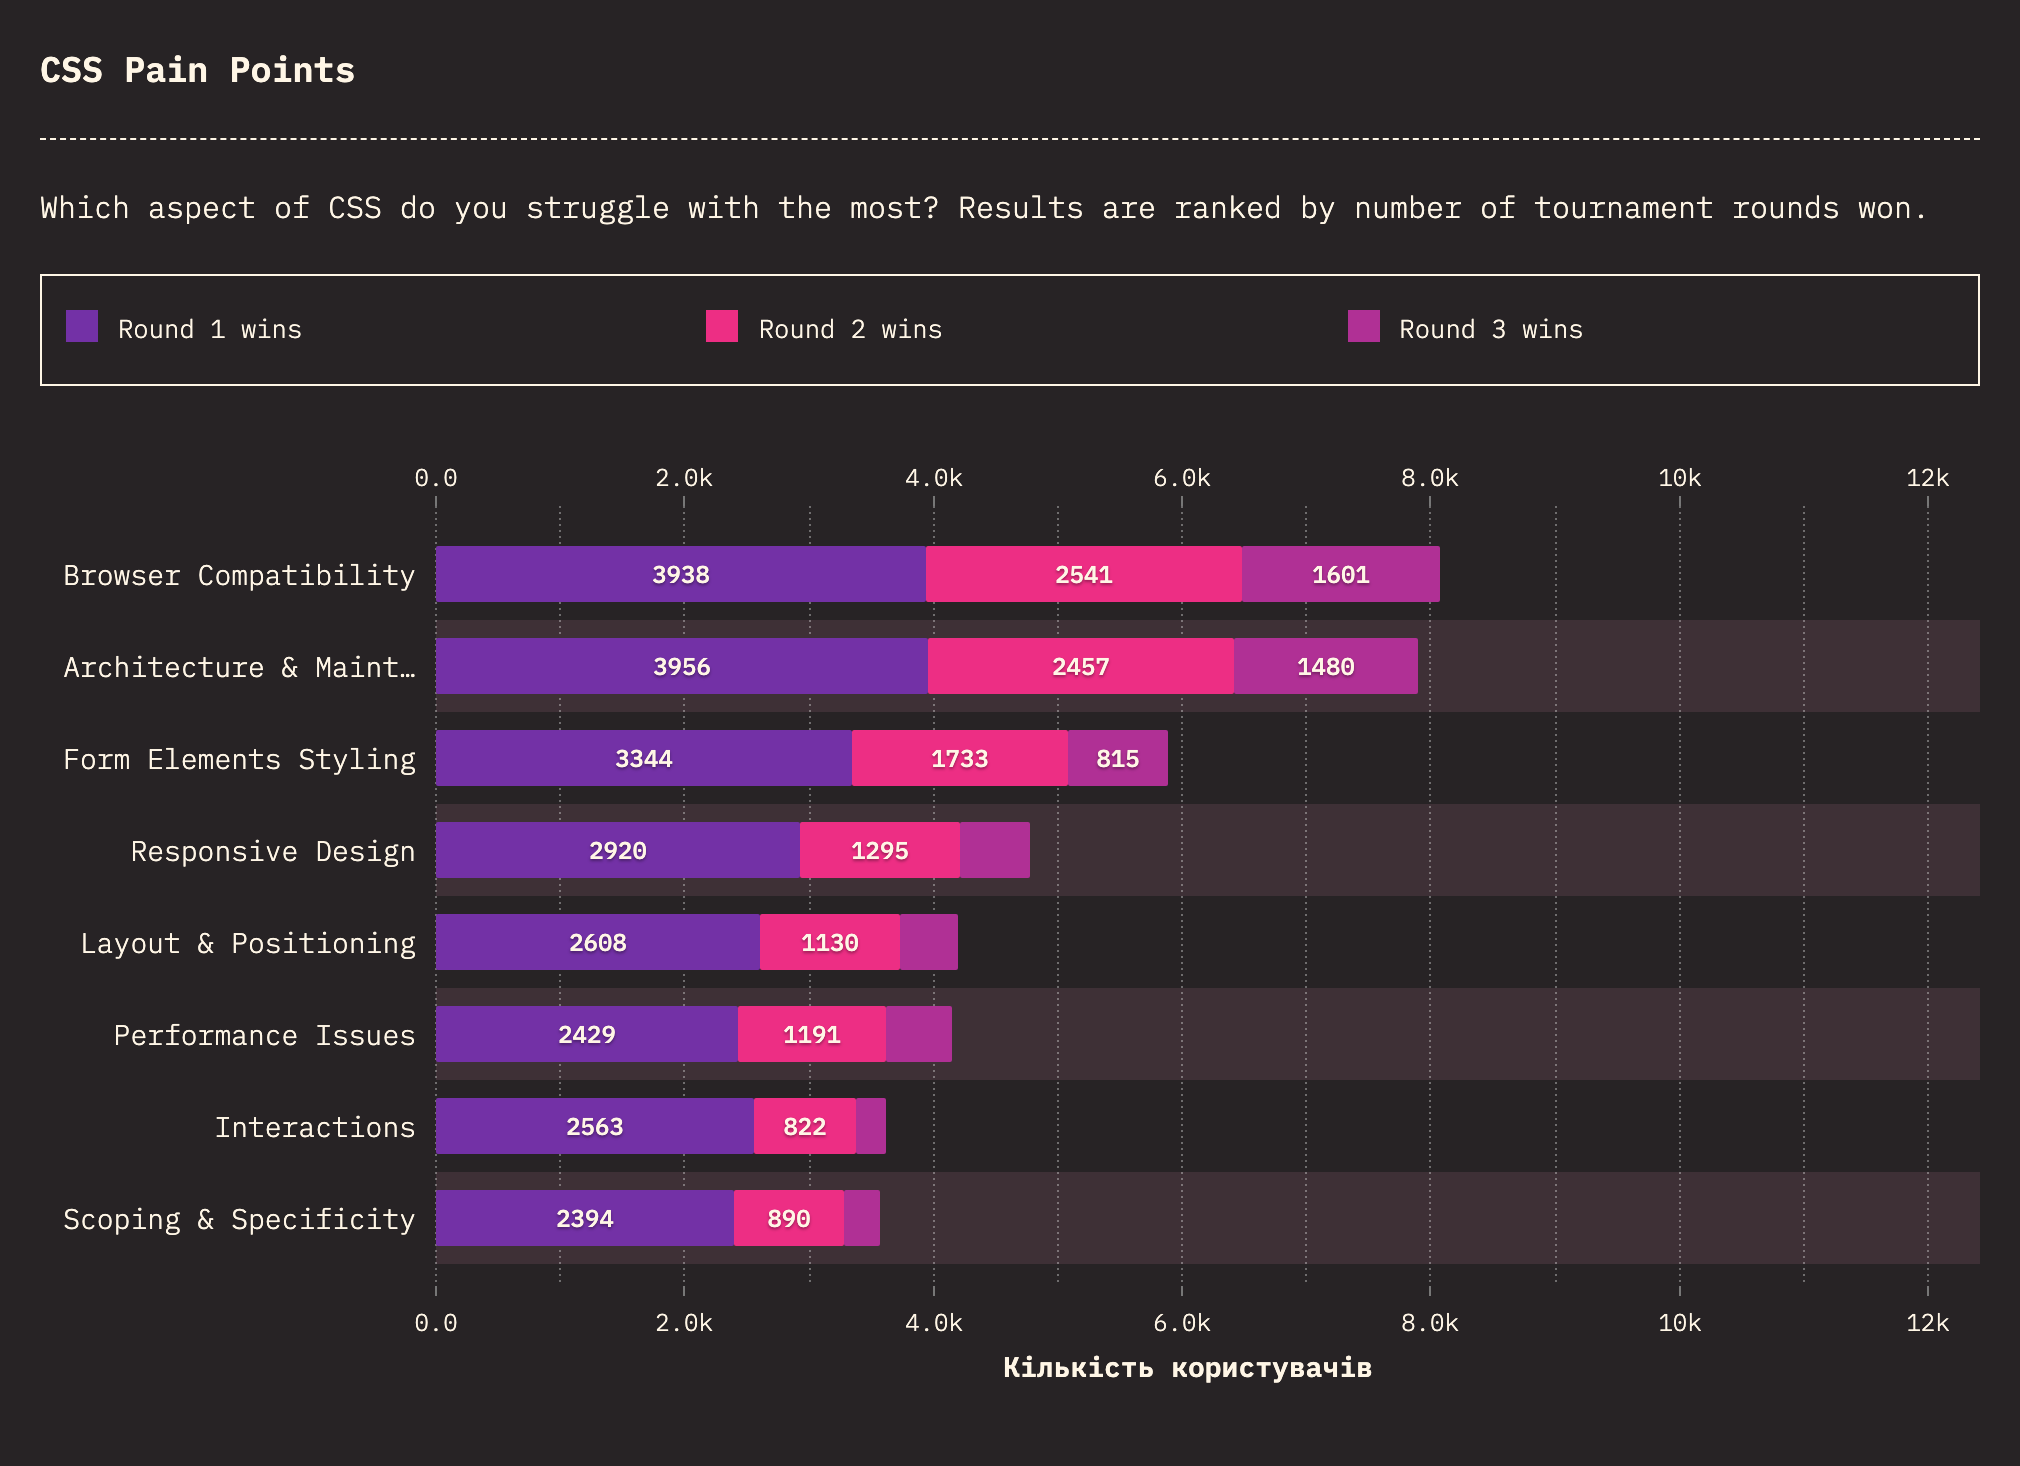 CSS Pain Points
Which aspect of CSS do you struggle with the most? Results are ranked by number of tournament rounds won.
Round 1 wins Round 2 wins Round 3 wins
0.0 2.0k 4.0k 6.0k 8.0k 10k 12k
Browser Compatibility 3938 2541 1601
Architecture & Maint… 3956 2457 1480
Form Elements Styling 3344 1733 815
Responsive Design 2920 1295
Layout & Positioning 2608 1130
Performance Issues 2429 1191
Interactions 2563 822
Scoping & Specificity 2394 890
0.0 2.0k 4.0k 6.0k 8.0k 10k 12k
Кількість користувачів